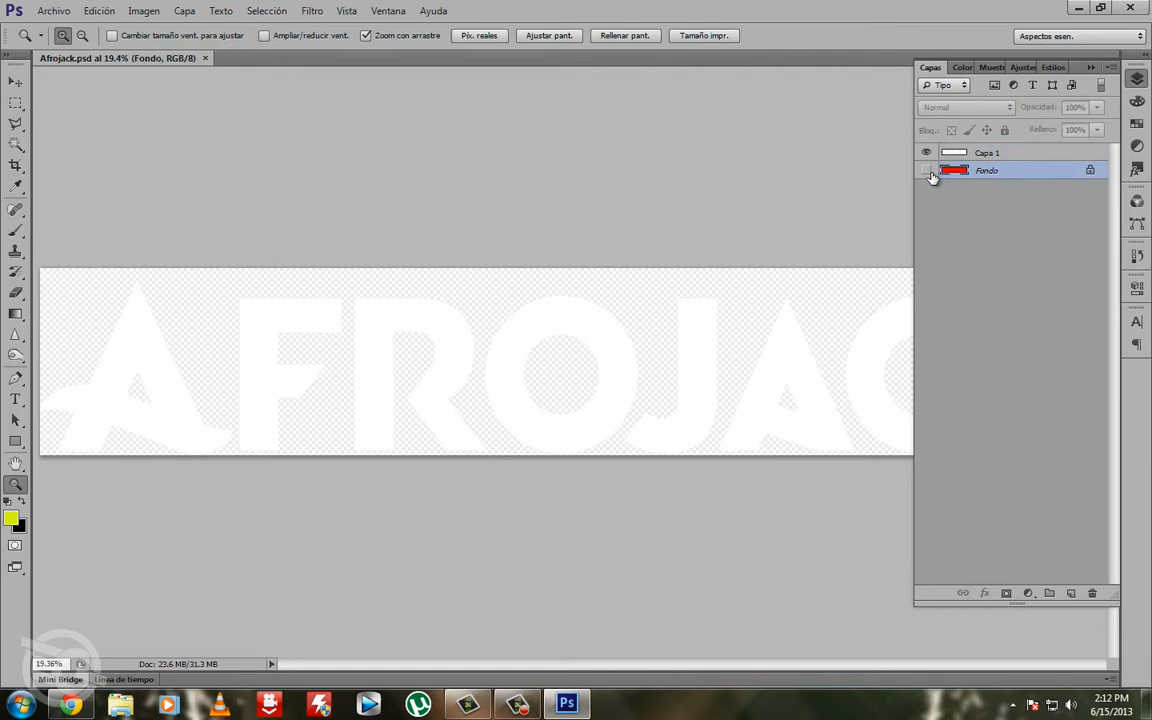 Ps Archivo Edición Imagen Capa Texto Selección Filtro Vista Ventana Ayuda
Cambiar tamaño vent. para ajustar Ampliar/reducir vent. Zoom con arrastre Píx. reales Ajustar pant. Rellenar pant. Tamaño impr. Aspectos esen.
Afrojack.psd al 19.4% (Fondo, RGB/8) ×
Capas Color Muestr Ajustes Estilos
Tipo
Normal Opacidad: 100%
Bloq.: Relleno: 100%
Capa 1
Fondo
AFROJAC
19.36% Doc: 23.6 MB/31.3 MB
Mini Bridge Línea de tiempo
Ps 2:12 PM
6/15/2013